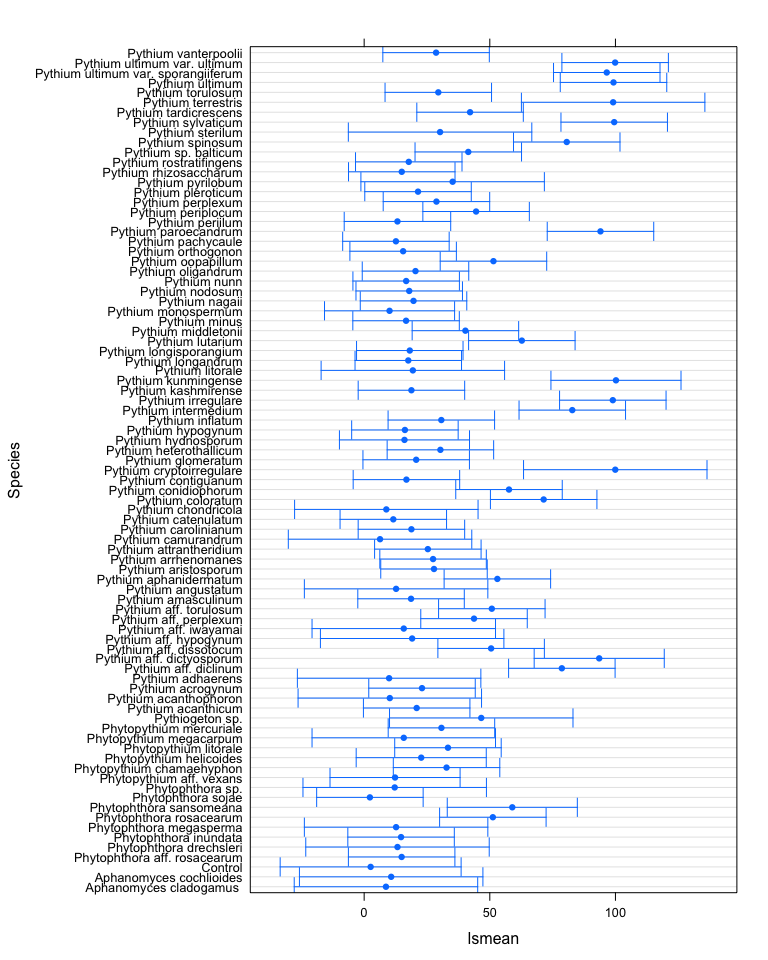 Pythium vanterpoolii
Pythium ultimum var. ultimum
Pythium ultimum var. sporangiiferum
Pythium ultimum
Pythium torulosum
Pythium terrestris
Pythium tardicrescens
Pythium sylvaticum
Pythium sterilum
Pythium spinosum
Pythium sp. balticum
Pythium rostratifingens
Pythium rhizosaccharum
Pythium pyrilobum
Pythium pleroticum
Pythium perplexum
Pythium periplocum
Pythium periilum
Pythium paroecandrum
Pythium pachycaule
Pythium orthogonon
Pythium oopapillum
Pythium oligandrum
Pythium nunn
Pythium nodosum
Pythium nagaii
Pythium monospermum
Pythium minus
Pythium middletonii
Pythium lutarium
Pythium longisporangium
Pythium longandrum
Pythium litorale
Pythium kunmingense
Pythium kashmirense
Pythium irregulare
Pythium intermedium
Pythium inflatum
Pythium hypogynum
Pythium hydnosporum
Pythium heterothallicum
Pythium glomeratum
Pythium cryptoirregulare
Pythium contiguanum
Pythium conidiophorum
Pythium coloratum
Pythium chondricola
Pythium catenulatum
Pythium carolinianum
Pythium camurandrum
Pythium attrantheridium
Pythium arrhenomanes
Pythium aristosporum
Pythium aphanidermatum
Pythium angustatum
Pythium amasculinum
Pythium aff. torulosum
Pythium aff. perplexum
Pythium aff. iwayamai
Pythium aff. hypogynum
Pythium aff. dissotocum
Pythium aff. dictyosporum
Pythium aff. diclinum
Pythium adhaerens
Pythium acrogynum
Pythium acanthophoron
Pythium acanthicum
Pythiogeton sp.
Phytopythium mercuriale
Phytopythium megacarpum
Phytopythium litorale
Phytopythium helicoides
Phytopythium chamaehyphon
Phytopythium aff. vexans
Phytophthora sp.
Phytophthora sojae
Phytophthora sansomeana
Phytophthora rosacearum
Phytophthora megasperma
Phytophthora inundata
Phytophthora drechsleri
Phytophthora aff. rosacearum
Control
Aphanomyces cochlioides
Aphanomyces cladogamus
Species
0 50 100
lsmean